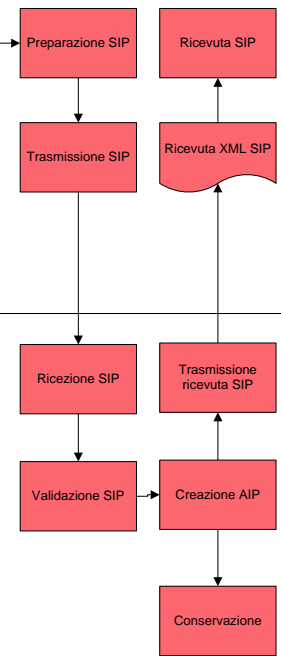 Preparazione SIP
Ricevuta SIP
Trasmissione SIP
Ricevuta XML SIP
Ricezione SIP
Trasmissione
ricevuta SIP
Validazione SIP
Creazione AIP
Conservazione